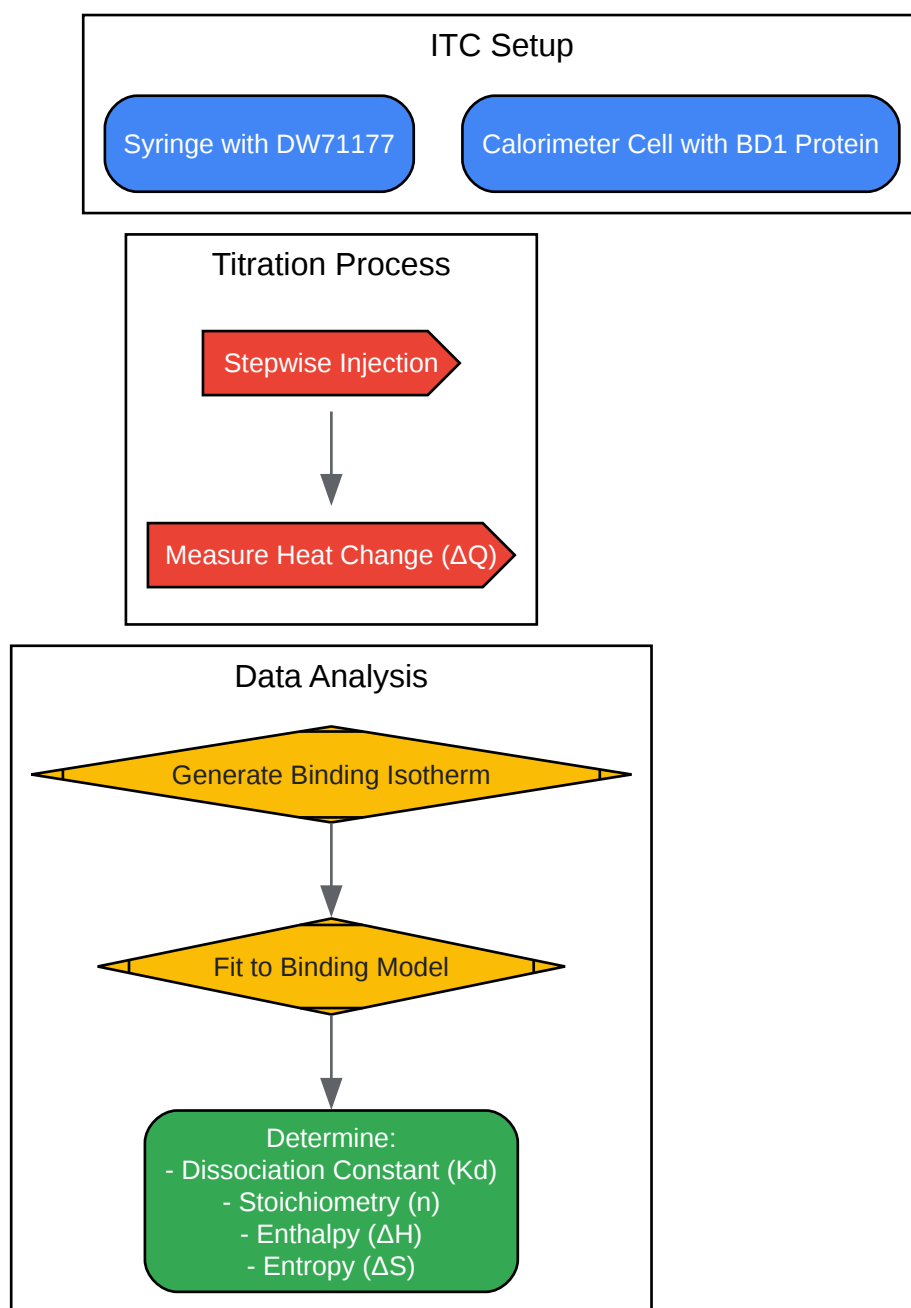 ITC Setup
Syringe with DW71177
Calorimeter Cell with BD1 Protein
Titration Process
Stepwise Injection
Measure Heat Change (ΔQ)
Data Analysis
Generate Binding Isotherm
Fit to Binding Model
Determine:
- Dissociation Constant (Kd)
- Stoichiometry (n)
- Enthalpy (ΔH)
- Entropy (ΔS)